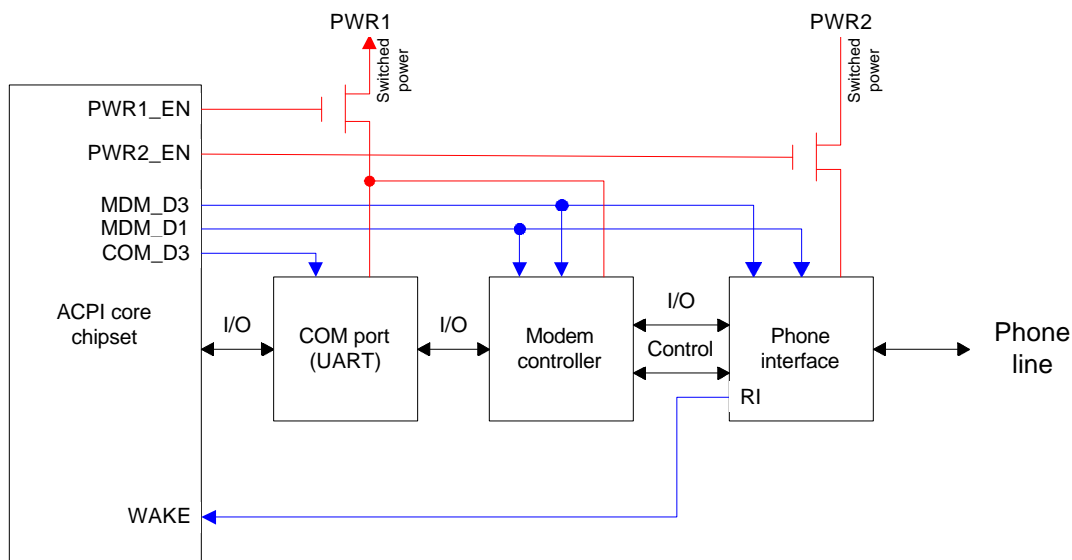 PWR1
PWR2
Switched
power
Switched
power
PWR1_EN
PWR2_EN
MDM_D3
MDM_D1
COM_D3
ACPI core
chipset
I/O
COM port
(UART)
I/O
Modem
controller
I/O
Control
Phone
interface
RI
Phone
line
WAKE